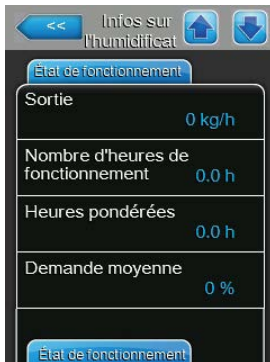 <<
Infos sur
l'humidificat
État de fonctionnement
Sortie
0 kg/h
Nombre d'heures de
fonctionnement
0.0 h
Heures pondérées
0.0 h
Demande moyenne
0 %
État de fonctionnement